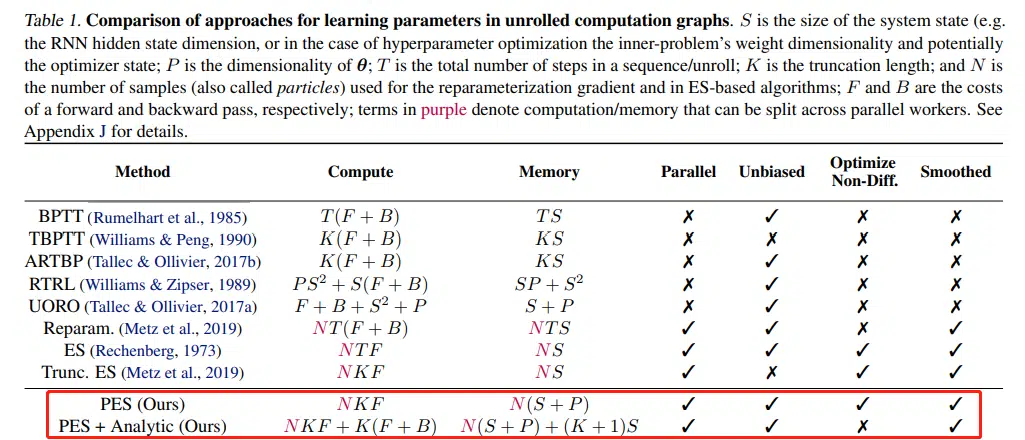 Table 1. Comparison of approaches for learning parameters in unrolled computation graphs. S is the size of the system state (e.g.
the RNN hidden state dimension, or in the case of hyperparameter optimization the inner-problem's weight dimensionality and potentially
the optimizer state; P is the dimensionality of θ; T is the total number of steps in a sequence/unroll; K is the truncation length; and N is
the number of samples (also called particles) used for the reparameterization gradient and in ES-based algorithms; F and B are the costs
of a forward and backward pass, respectively; terms in purple denote computation/memory that can be split across parallel workers. See
Appendix J for details.
Method Compute Memory Parallel Unbiased Optimize Non-Diff. Smoothed
BPTT (Rumelhart et al., 1985) T(F + B) TS ✗ ✓ ✗ ✗
TBPTT (Williams & Peng, 1990) K(F + B) KS ✗ ✗ ✗ ✗
ARTBP (Tallec & Ollivier, 2017b) K(F + B) KS ✗ ✓ ✗ ✗
RTRL (Williams & Zipser, 1989) PS² + S(F + B) SP + S² ✗ ✓ ✗ ✗
UORO (Tallec & Ollivier, 2017a) F + B + S² + P S + P ✗ ✓ ✗ ✗
Reparam. (Metz et al., 2019) NT(F + B) NTS ✓ ✓ ✗ ✓
ES (Rechenberg, 1973) NTF NS ✓ ✓ ✓ ✓
Trunc. ES (Metz et al., 2019) NKF NS ✓ ✗ ✓ ✓
PES (Ours) NKF N(S + P) ✓ ✓ ✓ ✓
PES + Analytic (Ours) NKF + K(F + B) N(S + P) + (K + 1)S ✓ ✓ ✗ ✓